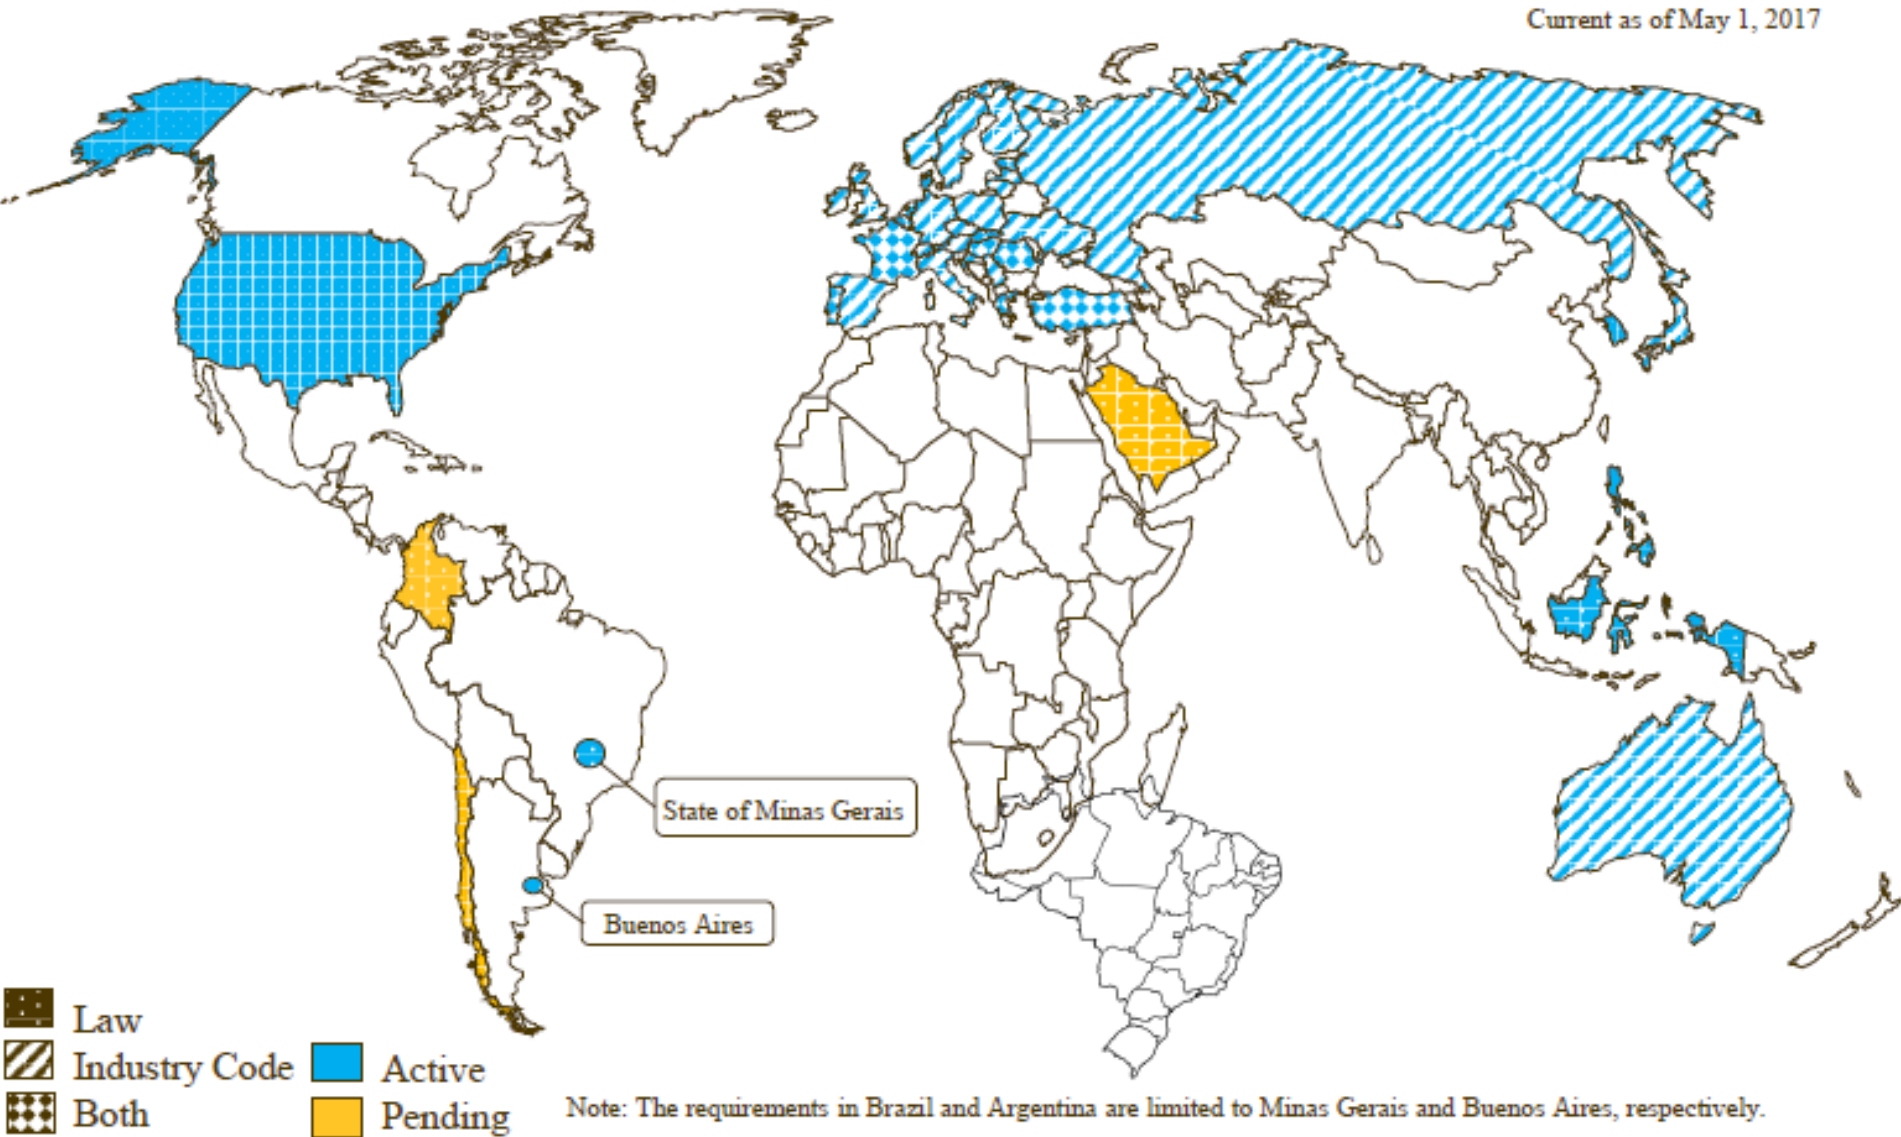 Current as of May 1, 2017
State of Minas Gerais
Buenos Aires
Law
Industry Code
Active
Both
Pending
Note: The requirements in Brazil and Argentina are limited to Minas Gerais and Buenos Aires, respectively.